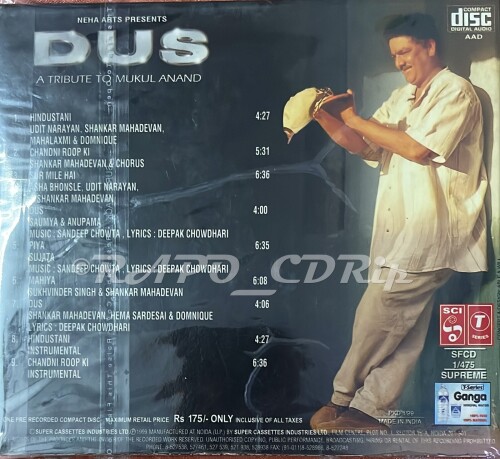 NEHA ARTS PRESENTS
DUS
A TRIBUTE TO MUKUL ANAND
COMPACT
disc
DIGITAL AUDIO
AAD
HINDUSTANI 4:27
UDIT NARAYAN, SHANKAR MAHADEVAN,
MAHALAXMI & DOMNIQUE
CHANDNI ROOP KI 5:31
SHANKAR MAHADEVAN & CHORUS
MILE HAI 6:36
BHONSLE, UDIT NARAYAN,
SHANKAR MAHADEVAN
DUS 4:00
SAUMYA & ANUPAMA
MUSIC : SANDEEP CHOWTA , LYRICS : DEEPAK CHOWDHARI
PIYA 6:35
SUJATA
MUSIC : SANDEEP CHOWTA , LYRICS : DEEPAK CHOWDHARI
MAHIYA 6:08
SUKHVINDER SINGH & SHANKAR MAHADEVAN
DUS 4:06
SHANKAR MAHADEVAN, HEMA SARDESAI & DOMNIQUE
LYRICS : DEEPAK CHOWDHARI
8. HINDUSTANI 4:27
INSTRUMENTAL
9. CHANDNI ROOP KI 6:36
INSTRUMENTAL
SCI
T
SERIES
SFCD
1/475
SUPREME
T-Series
Ganga
MADE IN INDIA
PRE RECORDED COMPACT DISC - MAXIMUM RETAIL PRICE: Rs 175/- ONLY INCLUSIVE OF ALL TAXES
SUPER CASSETTES INDUSTRIES LTD.
RATO_CDRip